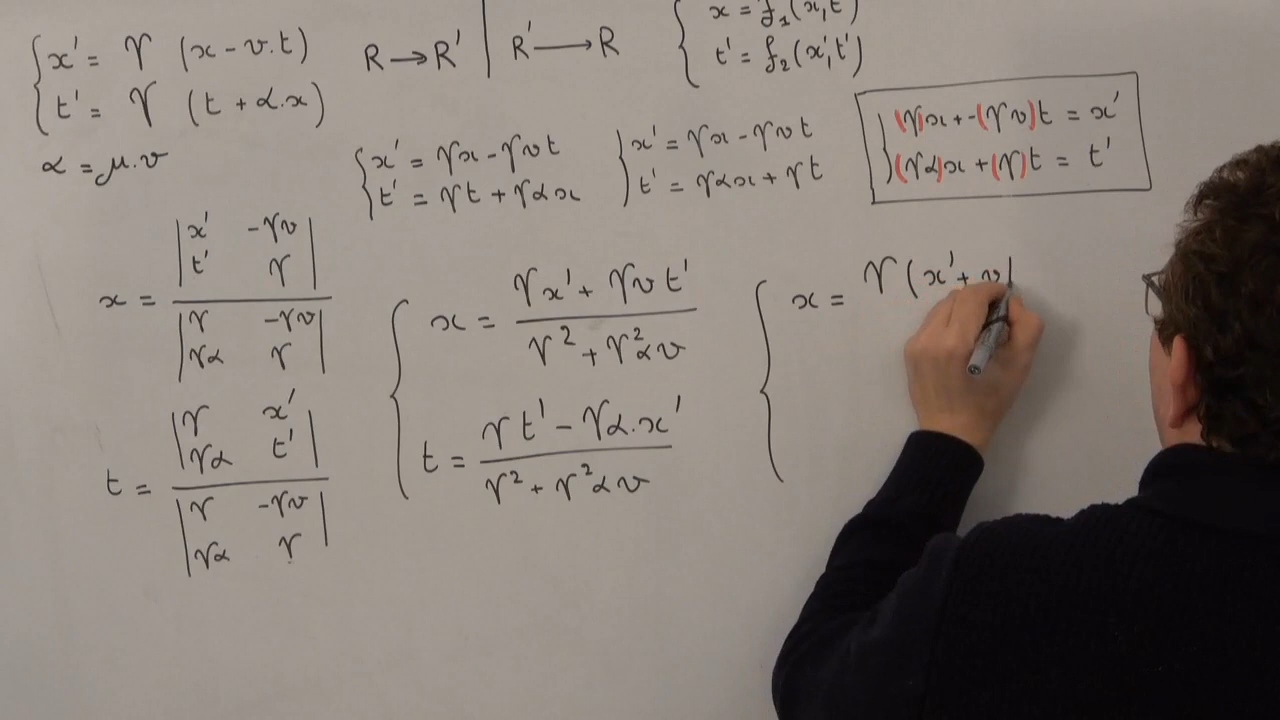 x' = γ (x - v.t)
t' = γ (t + α.x)
α = μ.v
R → R' | R' → R
x = f₁(x,t)
t' = f₂(x',t')
x' = γx - γvt
t' = γt + γαx
x' = γx - γvt
t' = γαx + γt
(γ)x + -(γv)t = x'
(γα)x + (γ)t = t'
x =
x' -γv
t' γ
γ -γv
γα γ
t =
γ x'
γα t'
γ -γv
γα γ
x = γx' + γv t'
γ² + γ²αv
t = γt' - γα.x'
γ² + γ²αv
x = γ(x' + v